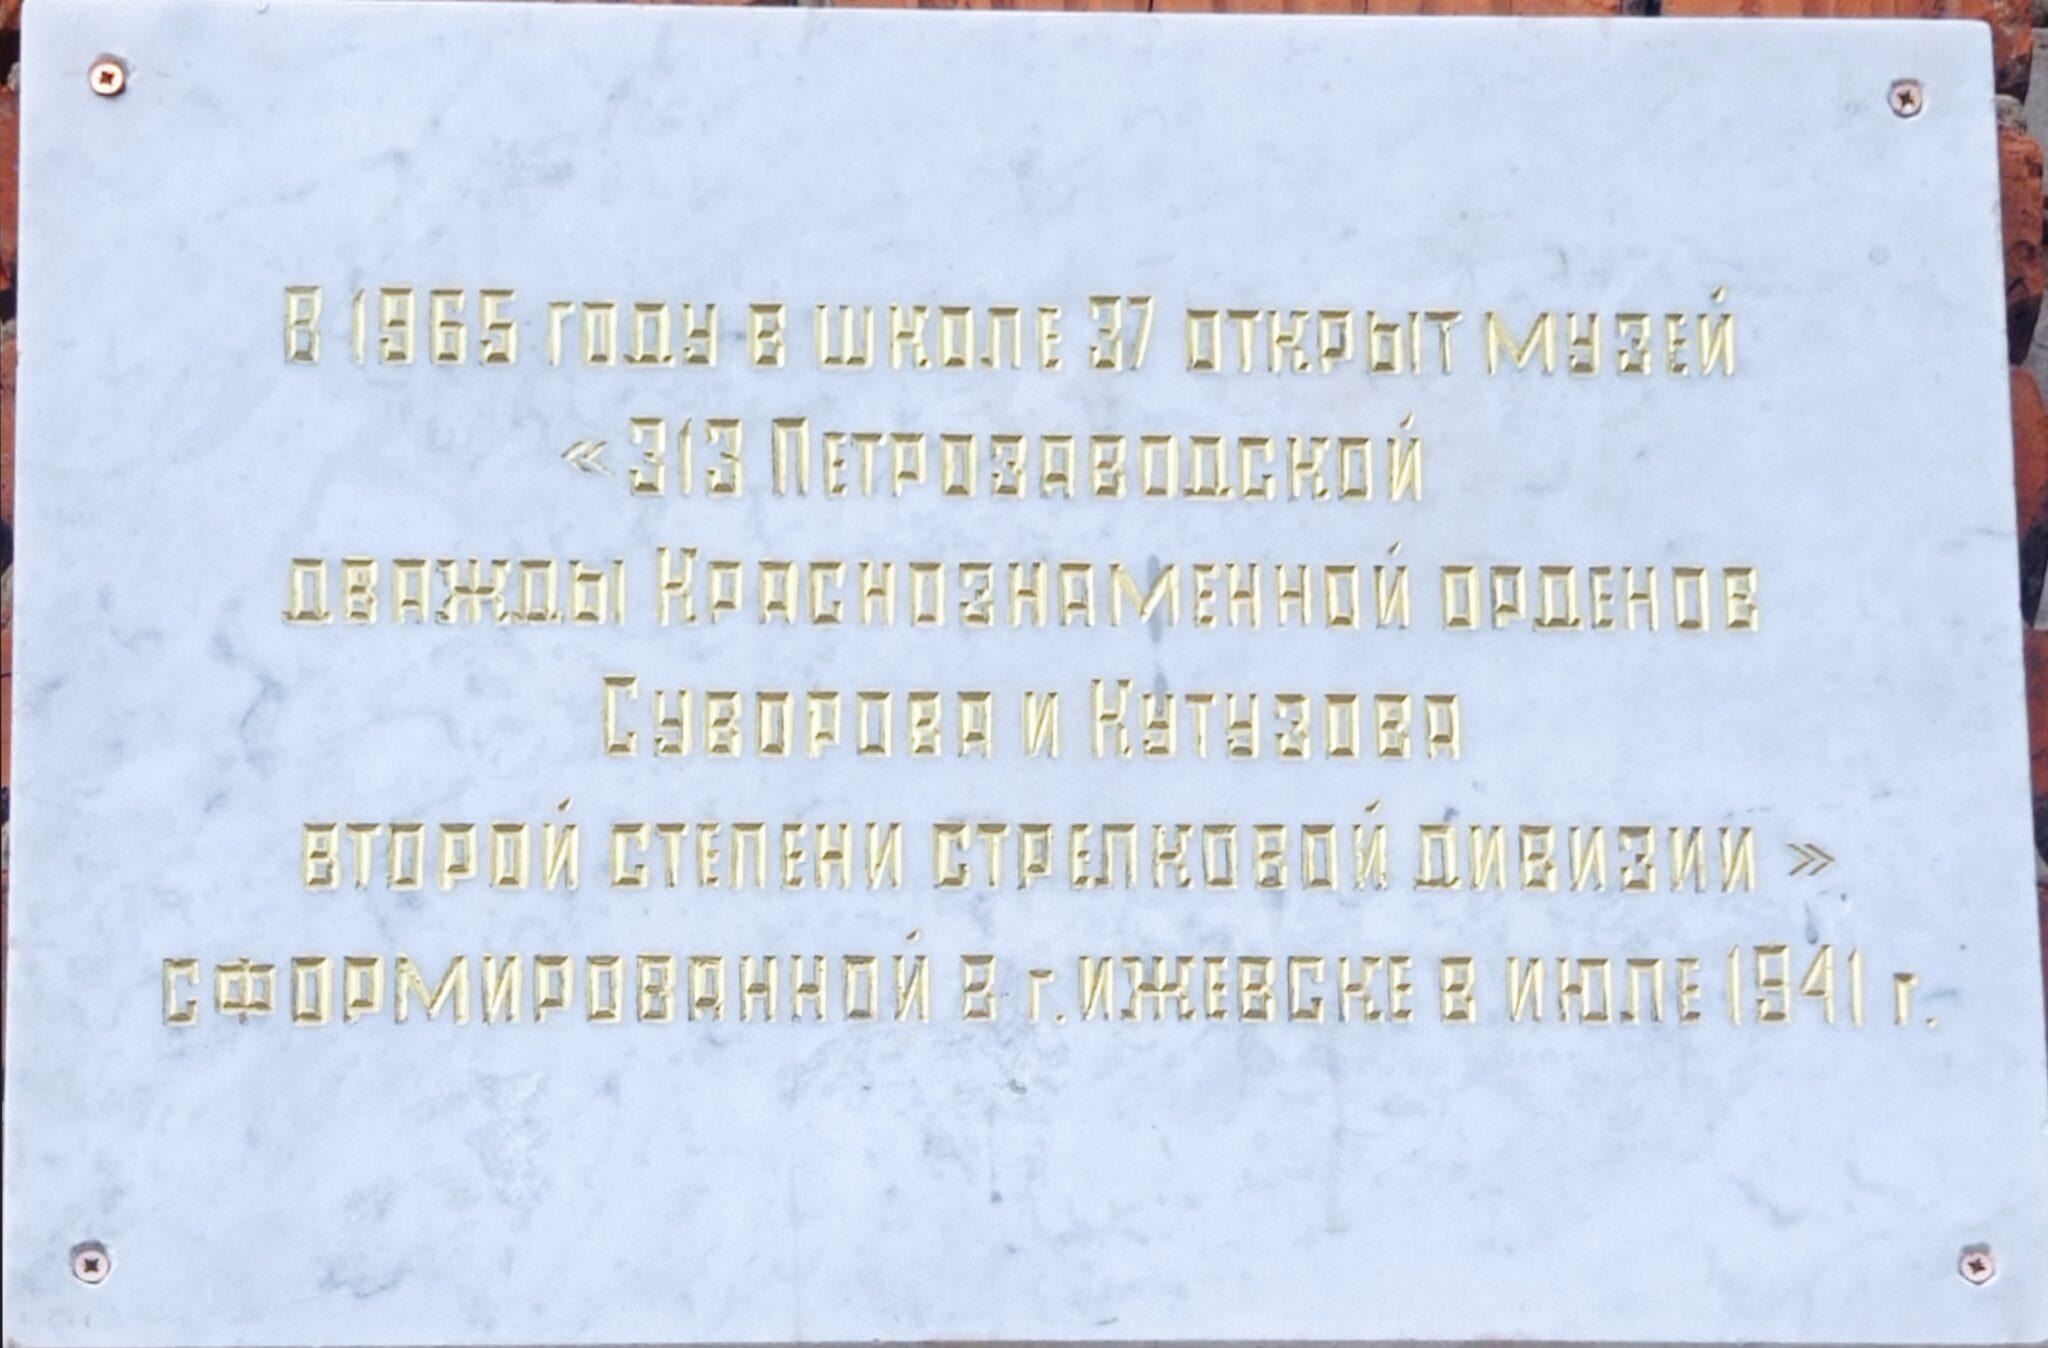 В 1965 году в школе 37 открыт музей
«313 Петрозаводской
дважды Краснознаменной орденов
Суворова и Кутузова
второй степени стрелковой дивизии»
сформированной в г.ижевске в июле 1941 г.